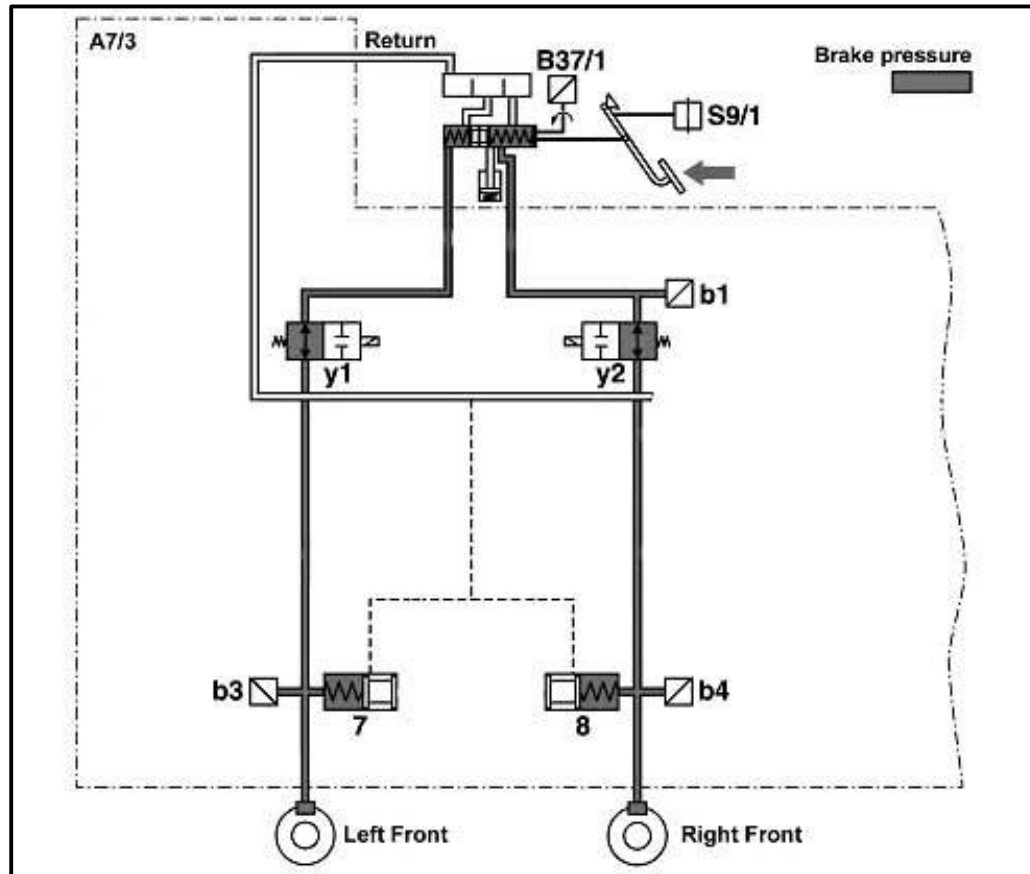 A7/3
Return
B37/1
Brake pressure
S9/1
b1
y1
y2
b3
b4
7
8
Left Front
Right Front